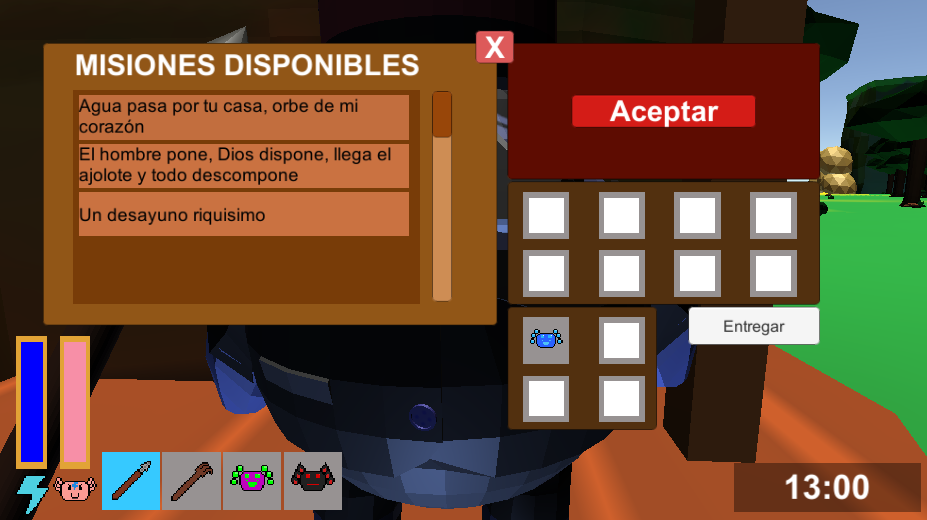 MISIONES DISPONIBLES
X
Agua pasa por tu casa, orbe de mi
corazón
El hombre pone, Dios dispone, llega el
ajolote y todo descompone
Un desayuno riquisimo
Aceptar
Entregar
13:00